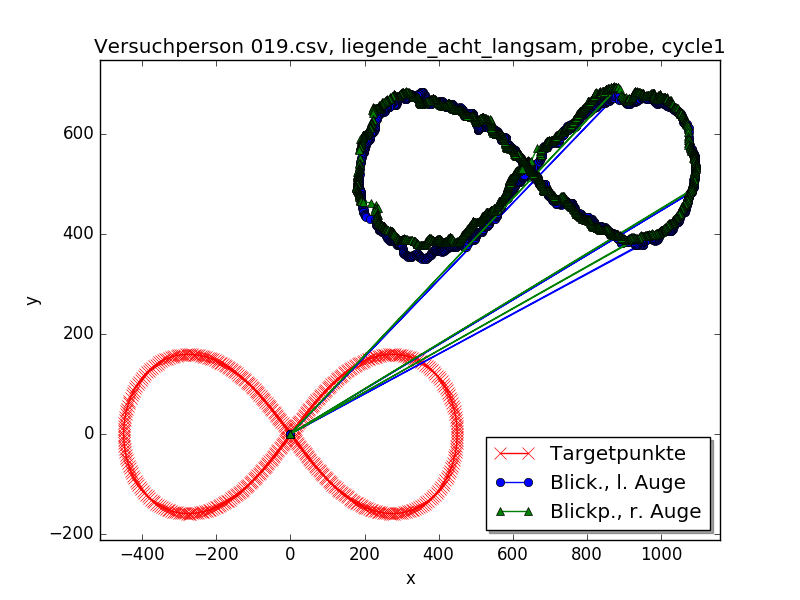 Versuchperson 019.csv, liegende_acht_langsam, probe, cycle1
600
400
200
0
−200
y
−400
−200
0
200
400
600
800
1000
x
Targetpunkte
Blick., l. Auge
Blickp., r. Auge